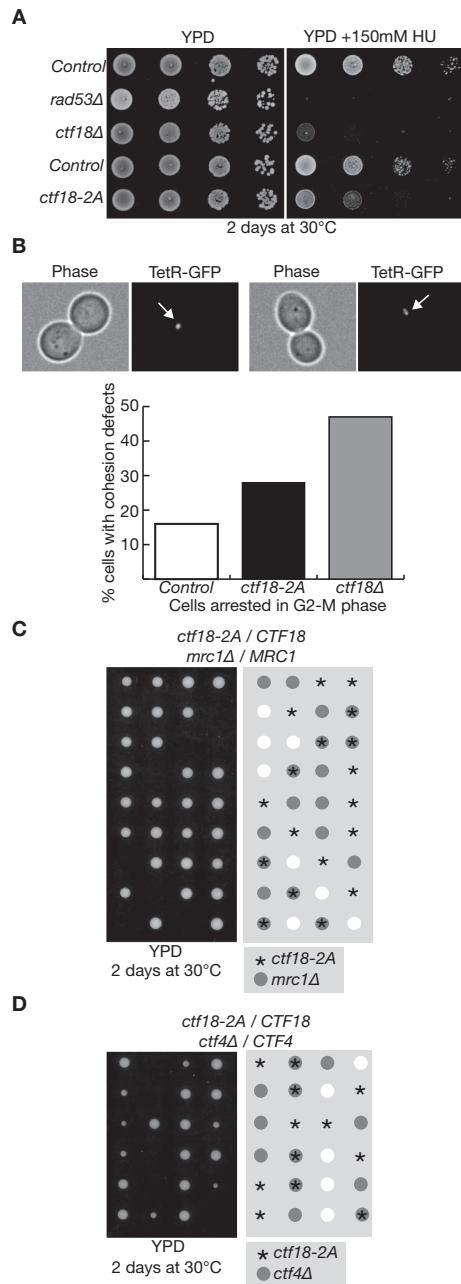 A
YPD
YPD +150mM HU
Control
rad53Δ
ctf18Δ
Control
ctf18-2A
2 days at 30°C
B
Phase
TetR-GFP
Phase
TetR-GFP
% cells with cohesion defects
50
40
30
20
10
Control
ctf18-2A
ctf18Δ
Cells arrested in G2-M phase
C
ctf18-2A / CTF18
mrc1Δ / MRC1
YPD
2 days at 30°C
* ctf18-2A
mrc1Δ
D
ctf18-2A / CTF18
ctf4Δ / CTF4
YPD
2 days at 30°C
* ctf18-2A
ctf4Δ